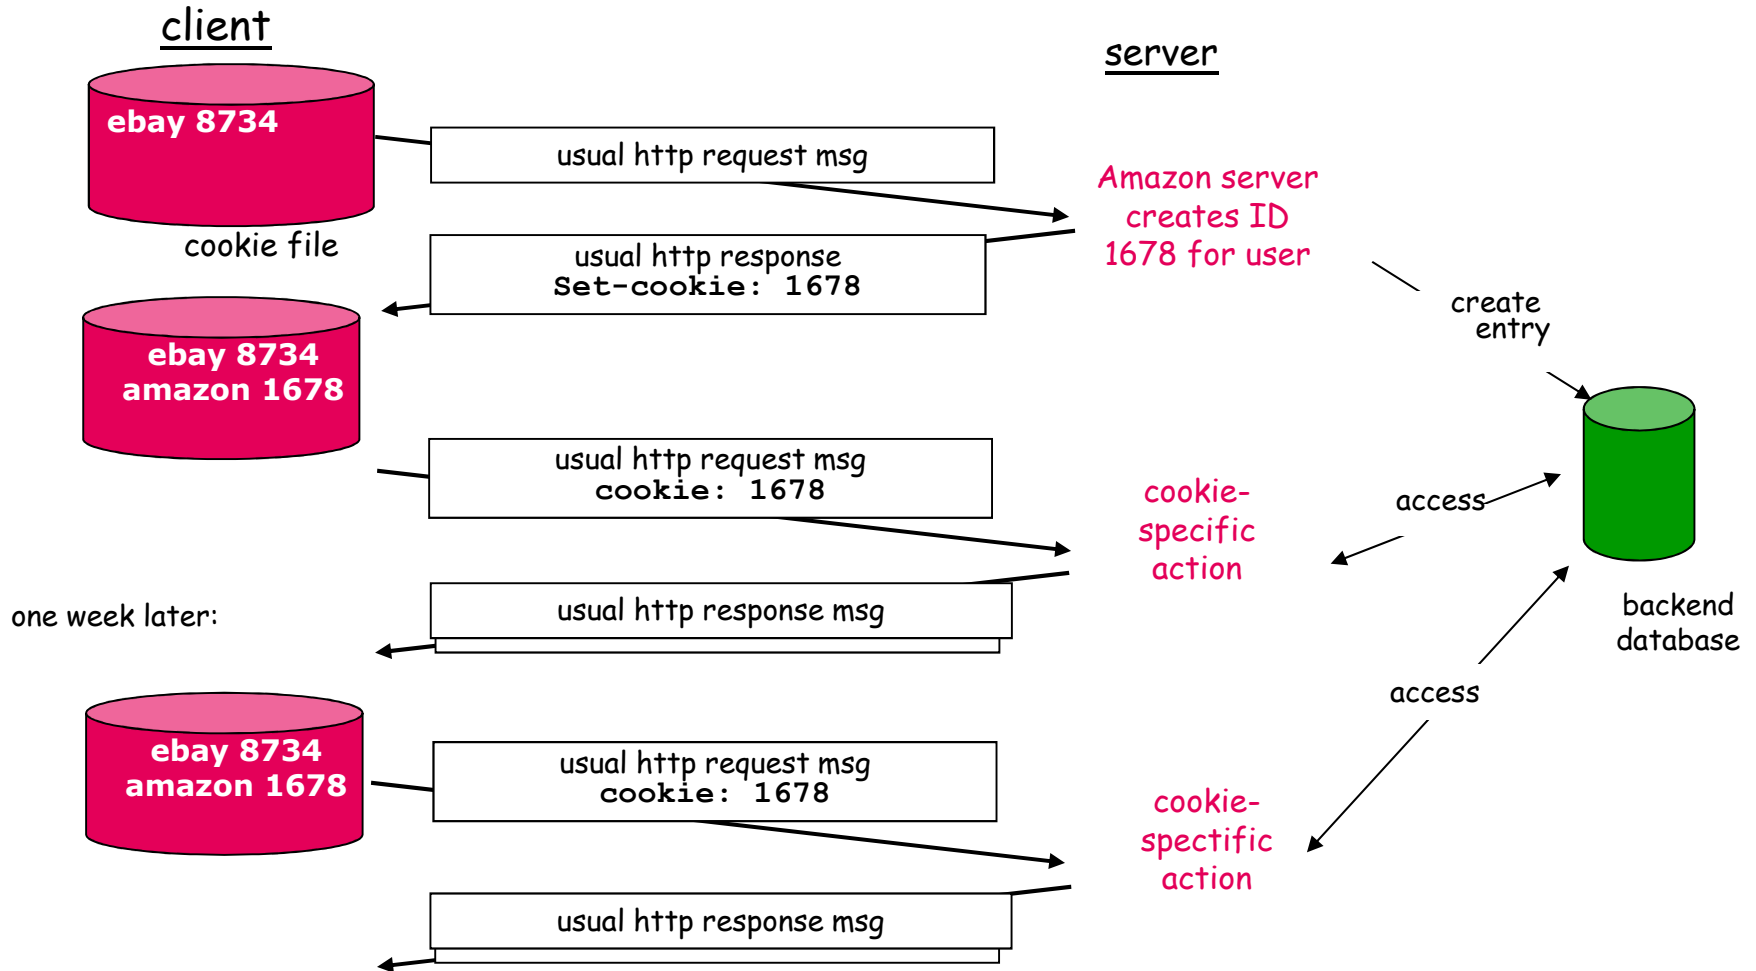 client
server
ebay 8734
usual http request msg
Amazon server
creates ID
1678 for user
cookie file
usual http response
Set-cookie: 1678
create
entry
ebay 8734
amazon 1678
usual http request msg
cookie: 1678
cookie-
specific
action
access
one week later:
usual http response msg
backend
database
access
ebay 8734
amazon 1678
usual http request msg
cookie: 1678
cookie-
spectific
action
usual http response msg